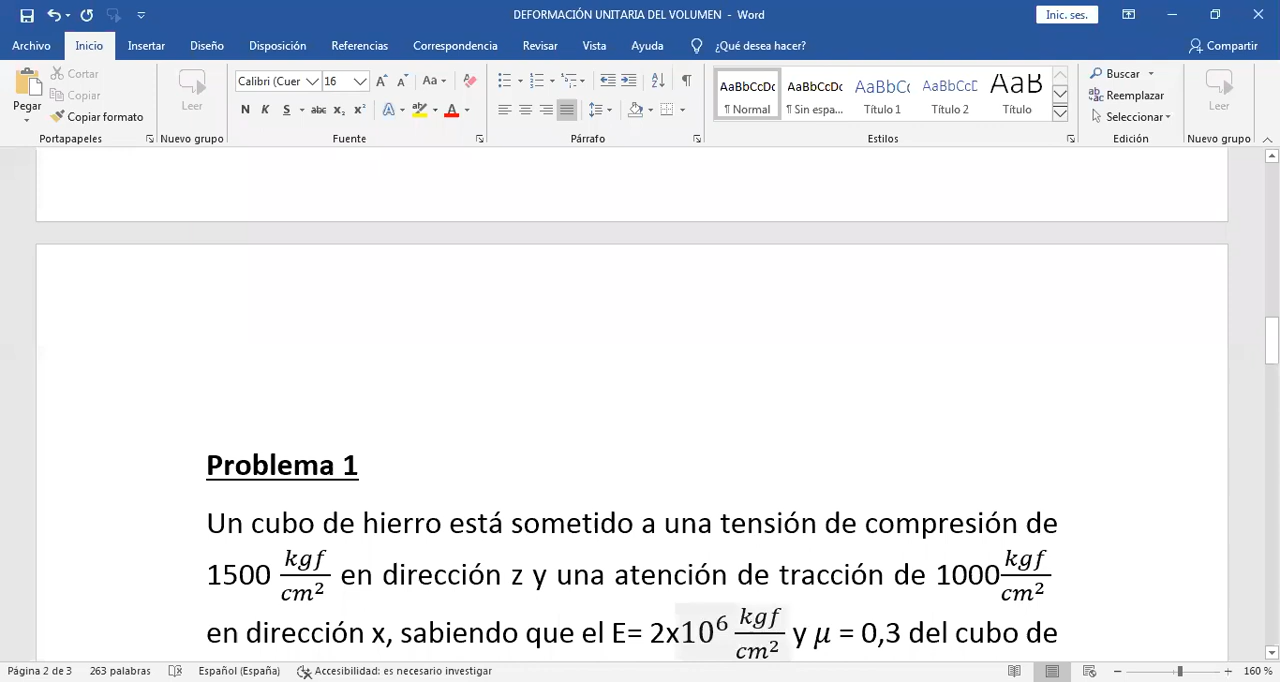 DEFORMACIÓN UNITARIA DEL VOLUMEN - Word
Inic. ses.
Archivo Inicio Insertar Diseño Disposición Referencias Correspondencia Revisar Vista Ayuda ¿Qué desea hacer? Compartir
Pegar
Cortar
Copiar
Copiar formato
Portapapeles
Leer
Nuevo grupo
Calibri (Cuer 16
Aa
N K S abc x₂ x²
A
Fuente
Párrafo
AaBbCcDc AaBbCcDc AaBbCc AaBbCcD AaB
¶ Normal ¶ Sin espa... Título 1 Título 2 Título
Estilos
Buscar
Reemplazar
Seleccionar
Edición
Leer
Nuevo grupo
Problema 1
Un cubo de hierro está sometido a una tensión de compresión de
1500 kgf/cm² en dirección z y una atención de tracción de 1000 kgf/cm²
en dirección x, sabiendo que el E= 2x10⁶ kgf/cm² y μ = 0,3 del cubo de
Página 2 de 3 263 palabras Español (España) Accesibilidad: es necesario investigar 160 %